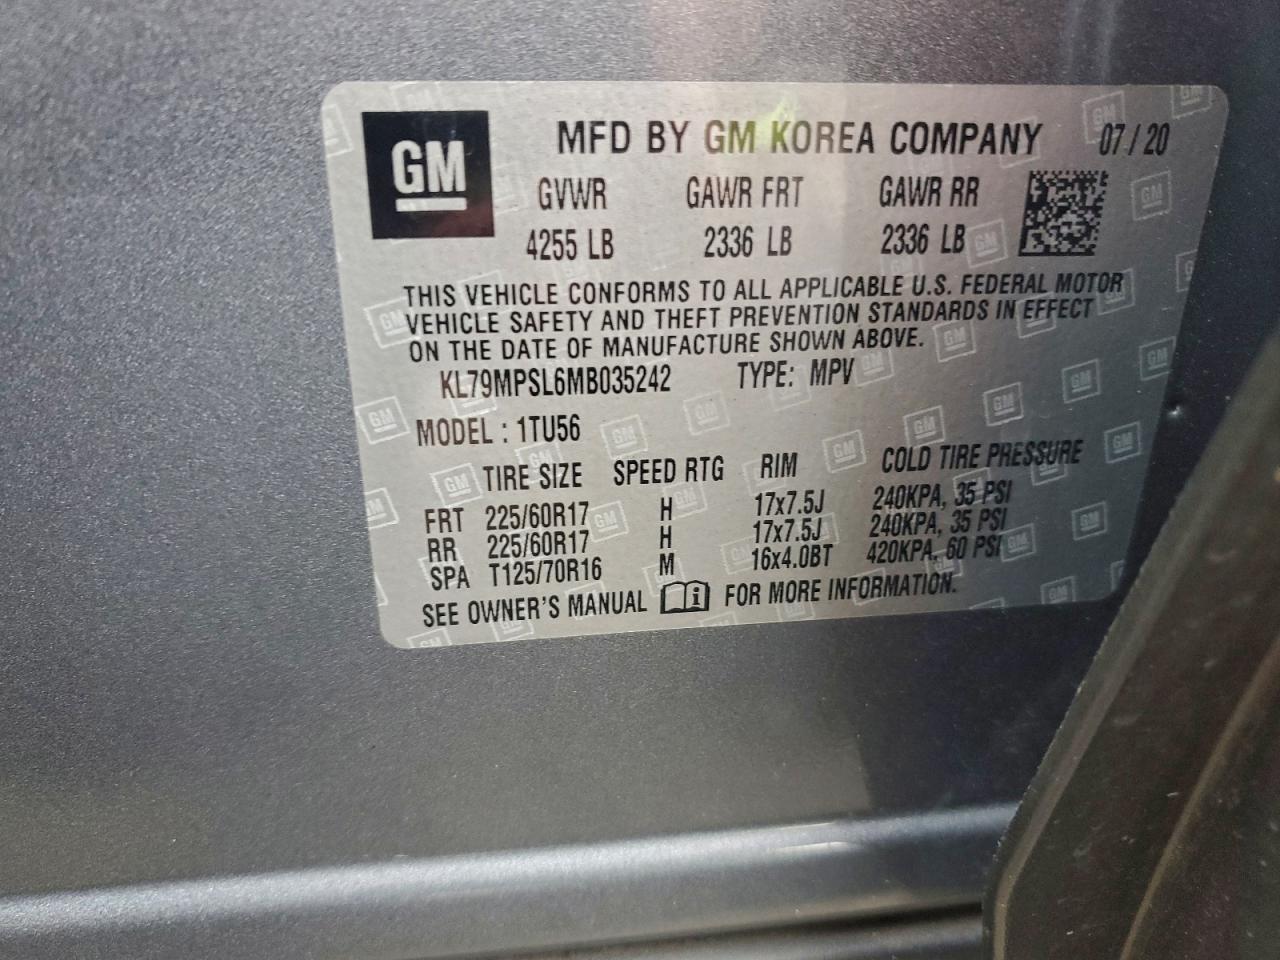 GM
MFD BY GM KOREA COMPANY 07/20
GVWR GAWR FRT GAWR RR
4255 LB 2336 LB 2336 LB
THIS VEHICLE CONFORMS TO ALL APPLICABLE U.S. FEDERAL MOTOR
VEHICLE SAFETY AND THEFT PREVENTION STANDARDS IN EFFECT
ON THE DATE OF MANUFACTURE SHOWN ABOVE.
KL79MPSL6MB035242 TYPE: MPV
MODEL : 1TU56
TIRE SIZE SPEED RTG RIM COLD TIRE PRESSURE
FRT 225/60R17 H 17x7.5J 240KPA, 35 PSI
RR 225/60R17 H 17x7.5J 240KPA, 35 PSI
SPA T125/70R16 M 16x4.0BT 420KPA, 60 PSI
SEE OWNER'S MANUAL i FOR MORE INFORMATION.